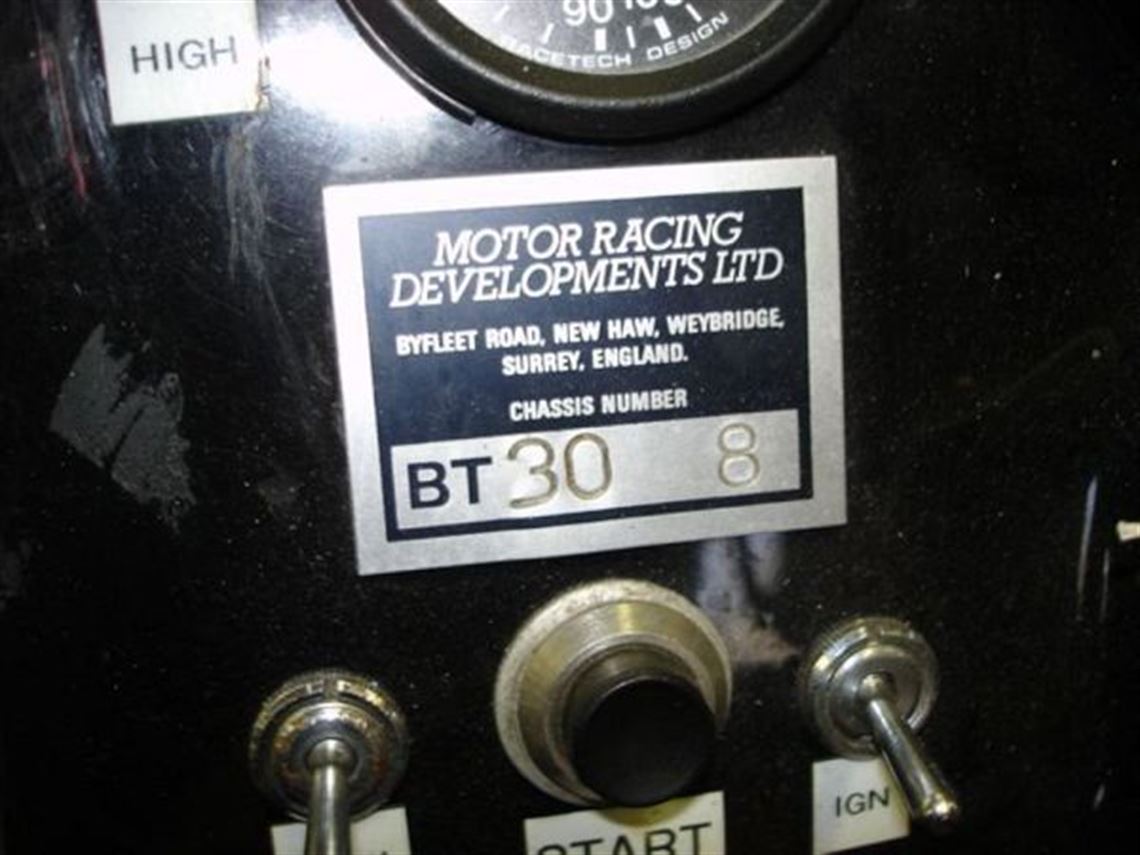 HIGH
90 100
RACETECH DESIGN
MOTOR RACING
DEVELOPMENTS LTD
BYFLEET ROAD, NEW HAW, WEYBRIDGE,
SURREY, ENGLAND.
CHASSIS NUMBER
BT 30 8
IGN
START